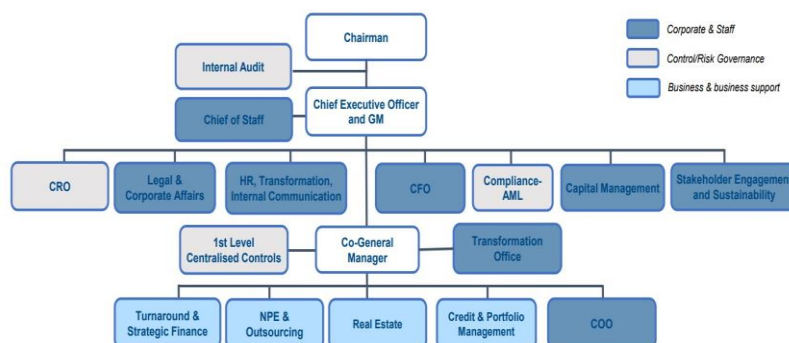 Chairman
Corporate & Staff
Control/Risk Governance
Business & business support
Internal Audit
Chief Executive Officer
and GM
Chief of Staff
CRO
Legal &
Corporate Affairs
HR, Transformation,
Internal Communication
CFO
Compliance-
AML
Capital Management
Stakeholder Engagement
and Sustainability
1st Level
Centralised Controls
Co-General
Manager
Transformation
Office
Turnaround &
Strategic Finance
NPE &
Outsourcing
Real Estate
Credit & Portfolio
Management
COO